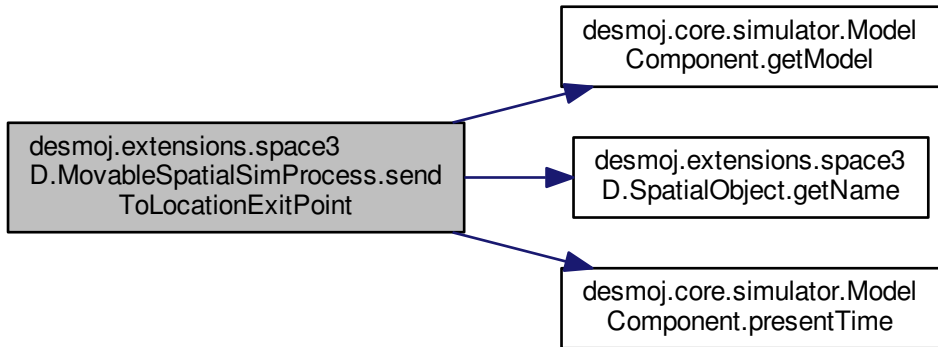 desmoj.extensions.space3
D.MovableSpatialSimProcess.send
ToLocationExitPoint
desmoj.core.simulator.Model
Component.getModel
desmoj.extensions.space3
D.SpatialObject.getName
desmoj.core.simulator.Model
Component.presentTime